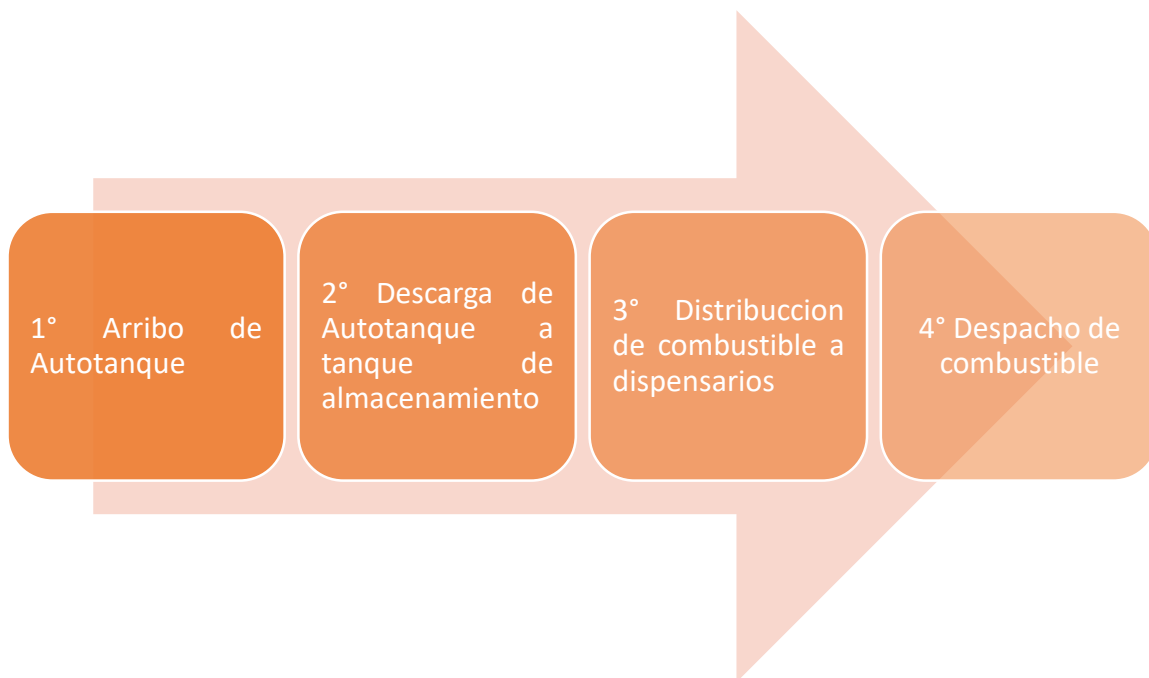 1° Arribo de
Autotanque
2° Descarga de
Autotanque a
tanque de
almacenamiento
3° Distribuccion
de combustible a
dispensarios
4° Despacho de
combustible